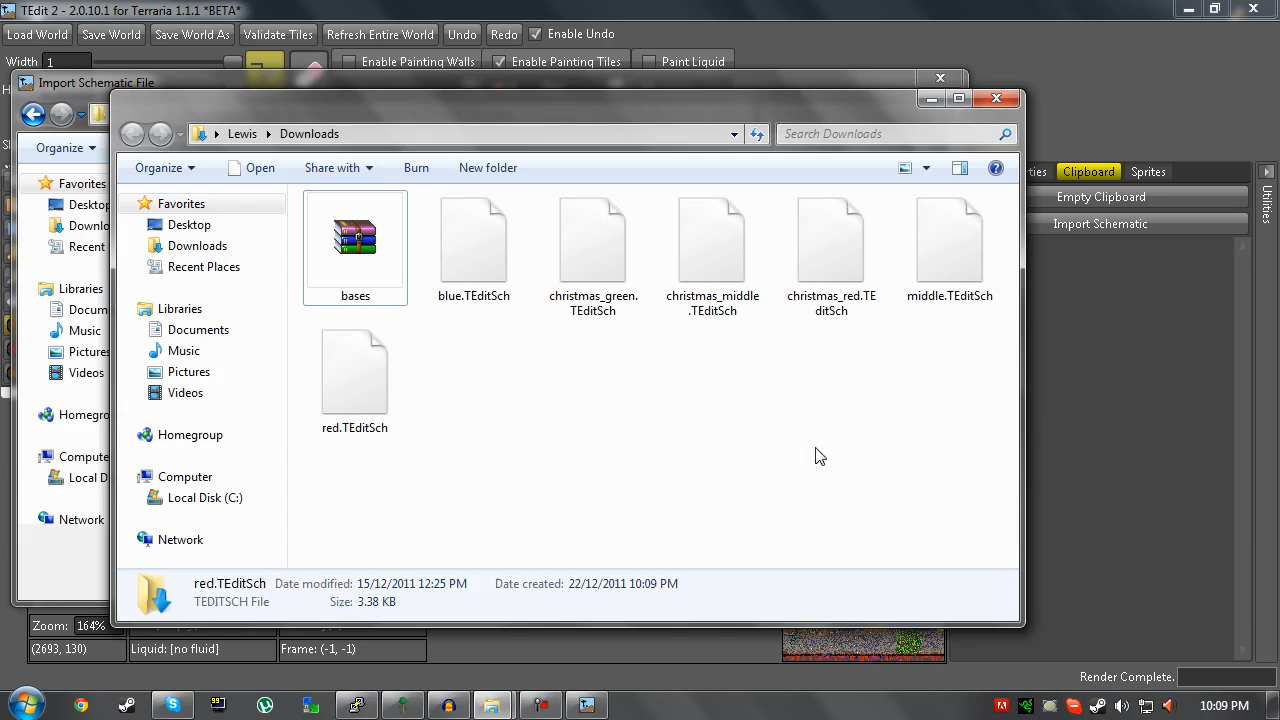 TEdit 2 - 2.0.10.1 for Terraria 1.1.1 *BETA*
Load World Save World Save World As Validate Tiles Refresh Entire World Undo Redo Enable Undo
Width 1 Enable Painting Walls Enable Painting Tiles Paint Liquid
Import Schematic File
Lewis Downloads Search Downloads
Organize
Organize Open Share with Burn New folder
Clipboard Sprites
Empty Clipboard
Import Schematic
Utilities
Favorites
Desktop
Downlo
Recent
Libraries
Docum
Music
Pictures
Videos
Homegro
Compute
Local D
Network
Favorites
Desktop
Downloads
Recent Places
Libraries
Documents
Music
Pictures
Videos
Homegroup
Computer
Local Disk (C:)
Network
bases
blue.TEditSch
christmas_green.
TEditSch
christmas_middle
.TEditSch
christmas_red.TE
ditSch
middle.TEditSch
red.TEditSch
red.TEditSch Date modified: 15/12/2011 12:25 PM Date created: 22/12/2011 10:09 PM
TEDITSCH File Size: 3.38 KB
Zoom: 164%
(2693, 130) Liquid: [no fluid] Frame: (-1, -1)
Render Complete.
10:09 PM